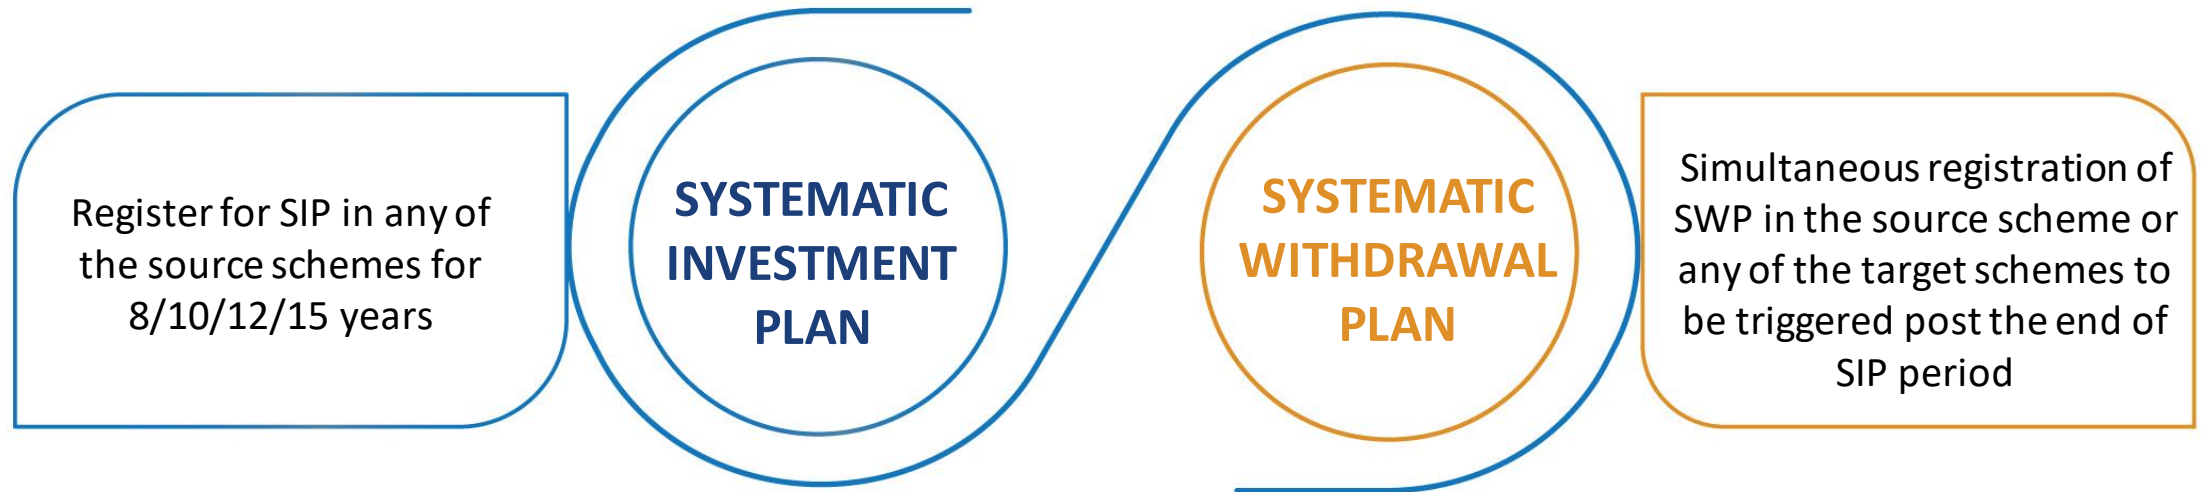 Register for SIP in any of
the source schemes for
8/10/12/15 years
SYSTEMATIC
INVESTMENT
PLAN
SYSTEMATIC
WITHDRAWAL
PLAN
Simultaneous registration of
SWP in the source scheme or
any of the target schemes to
be triggered post the end of
SIP period